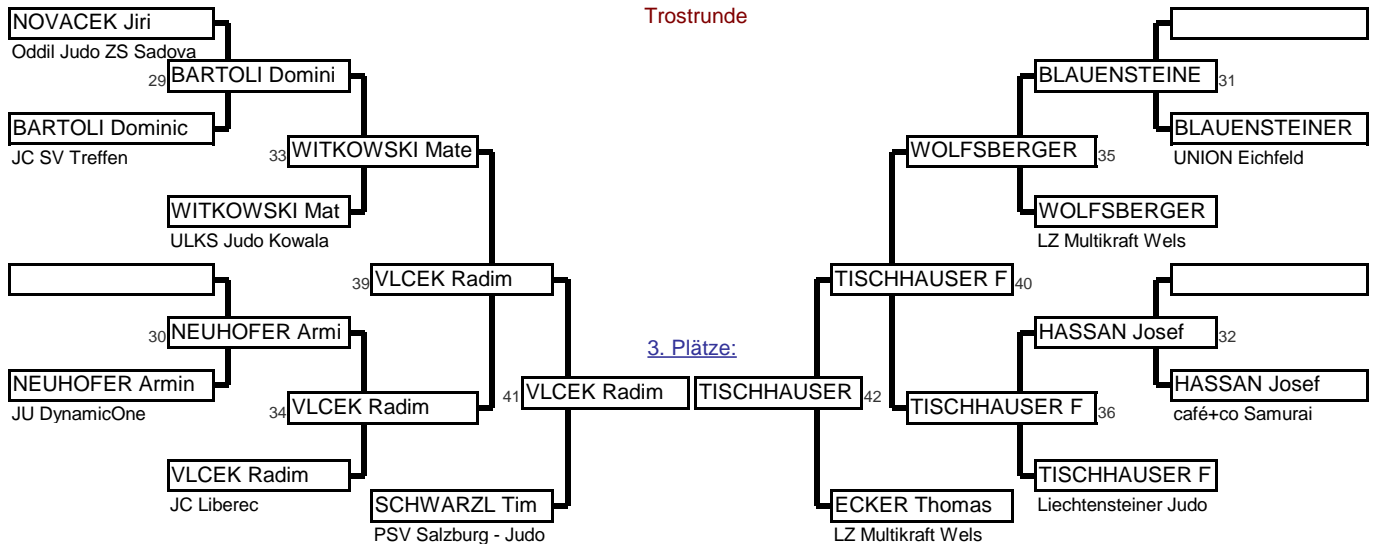 Trostrunde
NOVACEK Jiri
Oddil Judo ZS Sadova
29 BARTOLI Domini
BARTOLI Dominic
JC SV Treffen
33 WITKOWSKI Mate
WITKOWSKI Mat
ULKS Judo Kowala
39 VLCEK Radim
30 NEUHOFER Armi
NEUHOFER Armin
JU DynamicOne
34 VLCEK Radim
VLCEK Radim
JC Liberec
3. Plätze:
41 VLCEK Radim
SCHWARZL Tim
PSV Salzburg - Judo
BLAUENSTEINE 31
BLAUENSTEINER
UNION Eichfeld
WOLFSBERGER 35
WOLFSBERGER
LZ Multikraft Wels
TISCHHAUSER F 40
HASSAN Josef 32
HASSAN Josef
café+co Samurai
TISCHHAUSER 42
TISCHHAUSER F 36
TISCHHAUSER F
Liechtensteiner Judo
ECKER Thomas
LZ Multikraft Wels